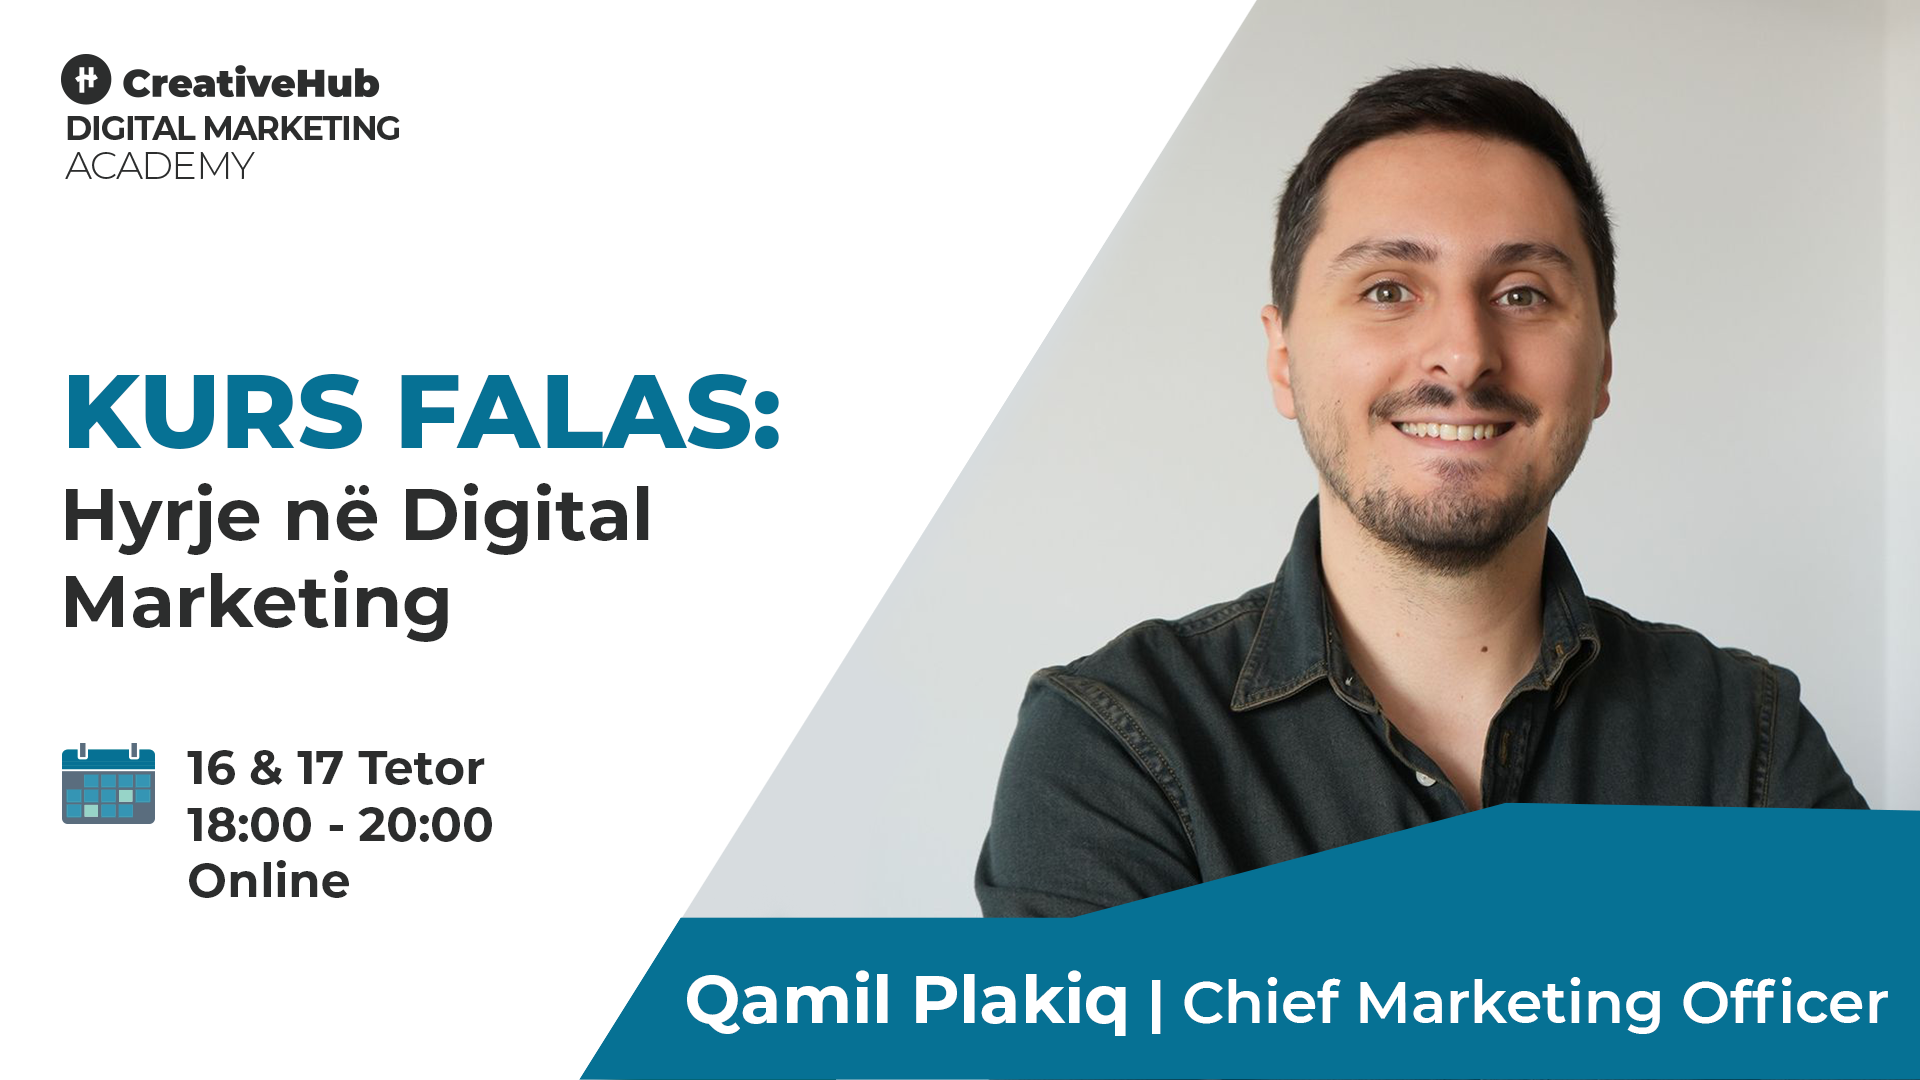 CreativeHub
DIGITAL MARKETING
ACADEMY
KURS FALAS:
Hyrje në Digital
Marketing
16 & 17 Tetor
18:00 - 20:00
Online
Qamil Plakiq | Chief Marketing Officer